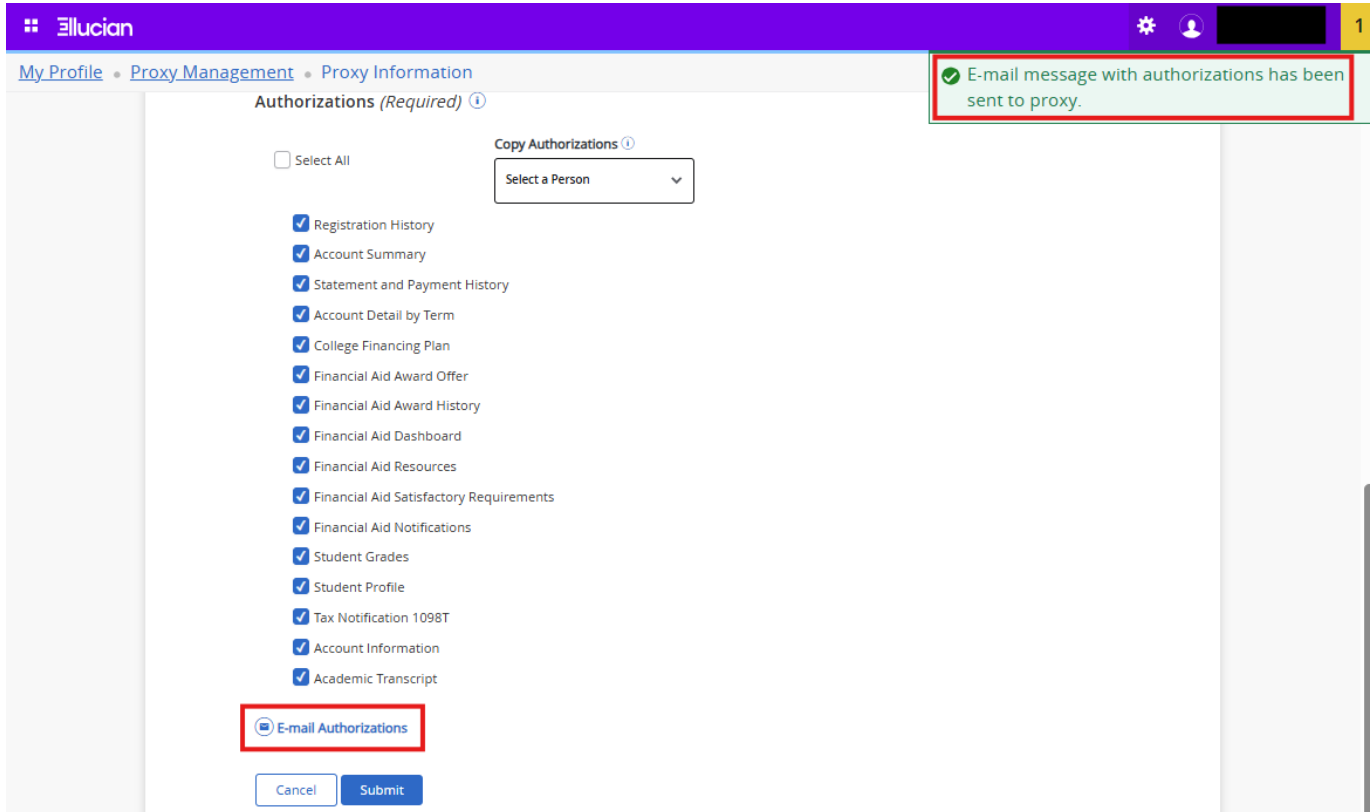 Ellucian
1
My Profile • Proxy Management • Proxy Information
E-mail message with authorizations has been
sent to proxy.
Authorizations (Required)
Select All
Copy Authorizations
Select a Person
Registration History
Account Summary
Statement and Payment History
Account Detail by Term
College Financing Plan
Financial Aid Award Offer
Financial Aid Award History
Financial Aid Dashboard
Financial Aid Resources
Financial Aid Satisfactory Requirements
Financial Aid Notifications
Student Grades
Student Profile
Tax Notification 1098T
Account Information
Academic Transcript
E-mail Authorizations
Cancel
Submit